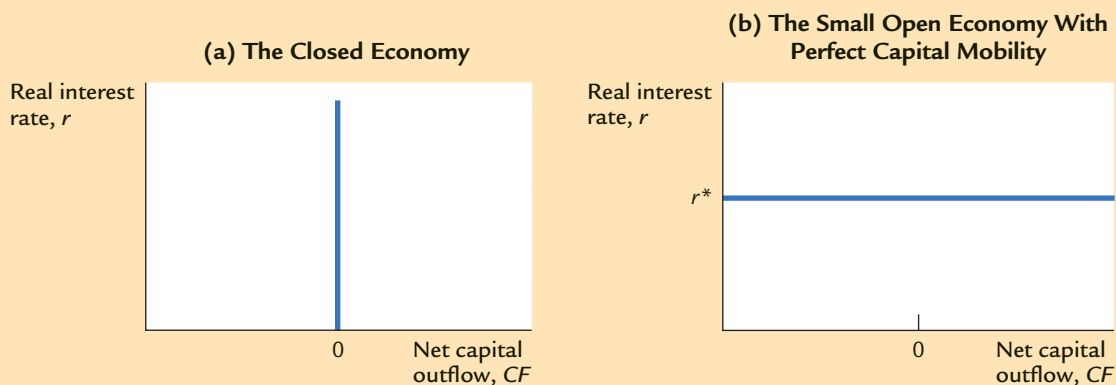 (a) The Closed Economy
Real interest
rate, r
0
Net capital
outflow, CF
(b) The Small Open Economy With
Perfect Capital Mobility
Real interest
rate, r
r*
0
Net capital
outflow, CF